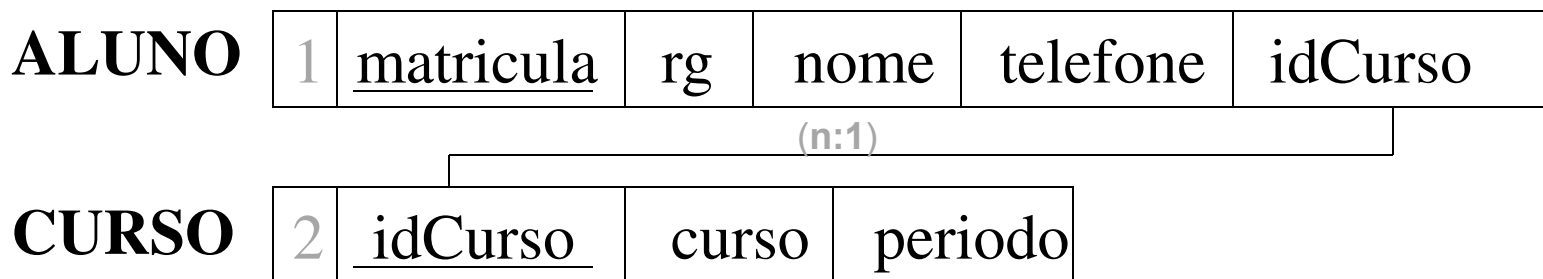 ALUNO 1 matricula rg nome telefone idCurso
(n:1)
CURSO 2 idCurso curso periodo